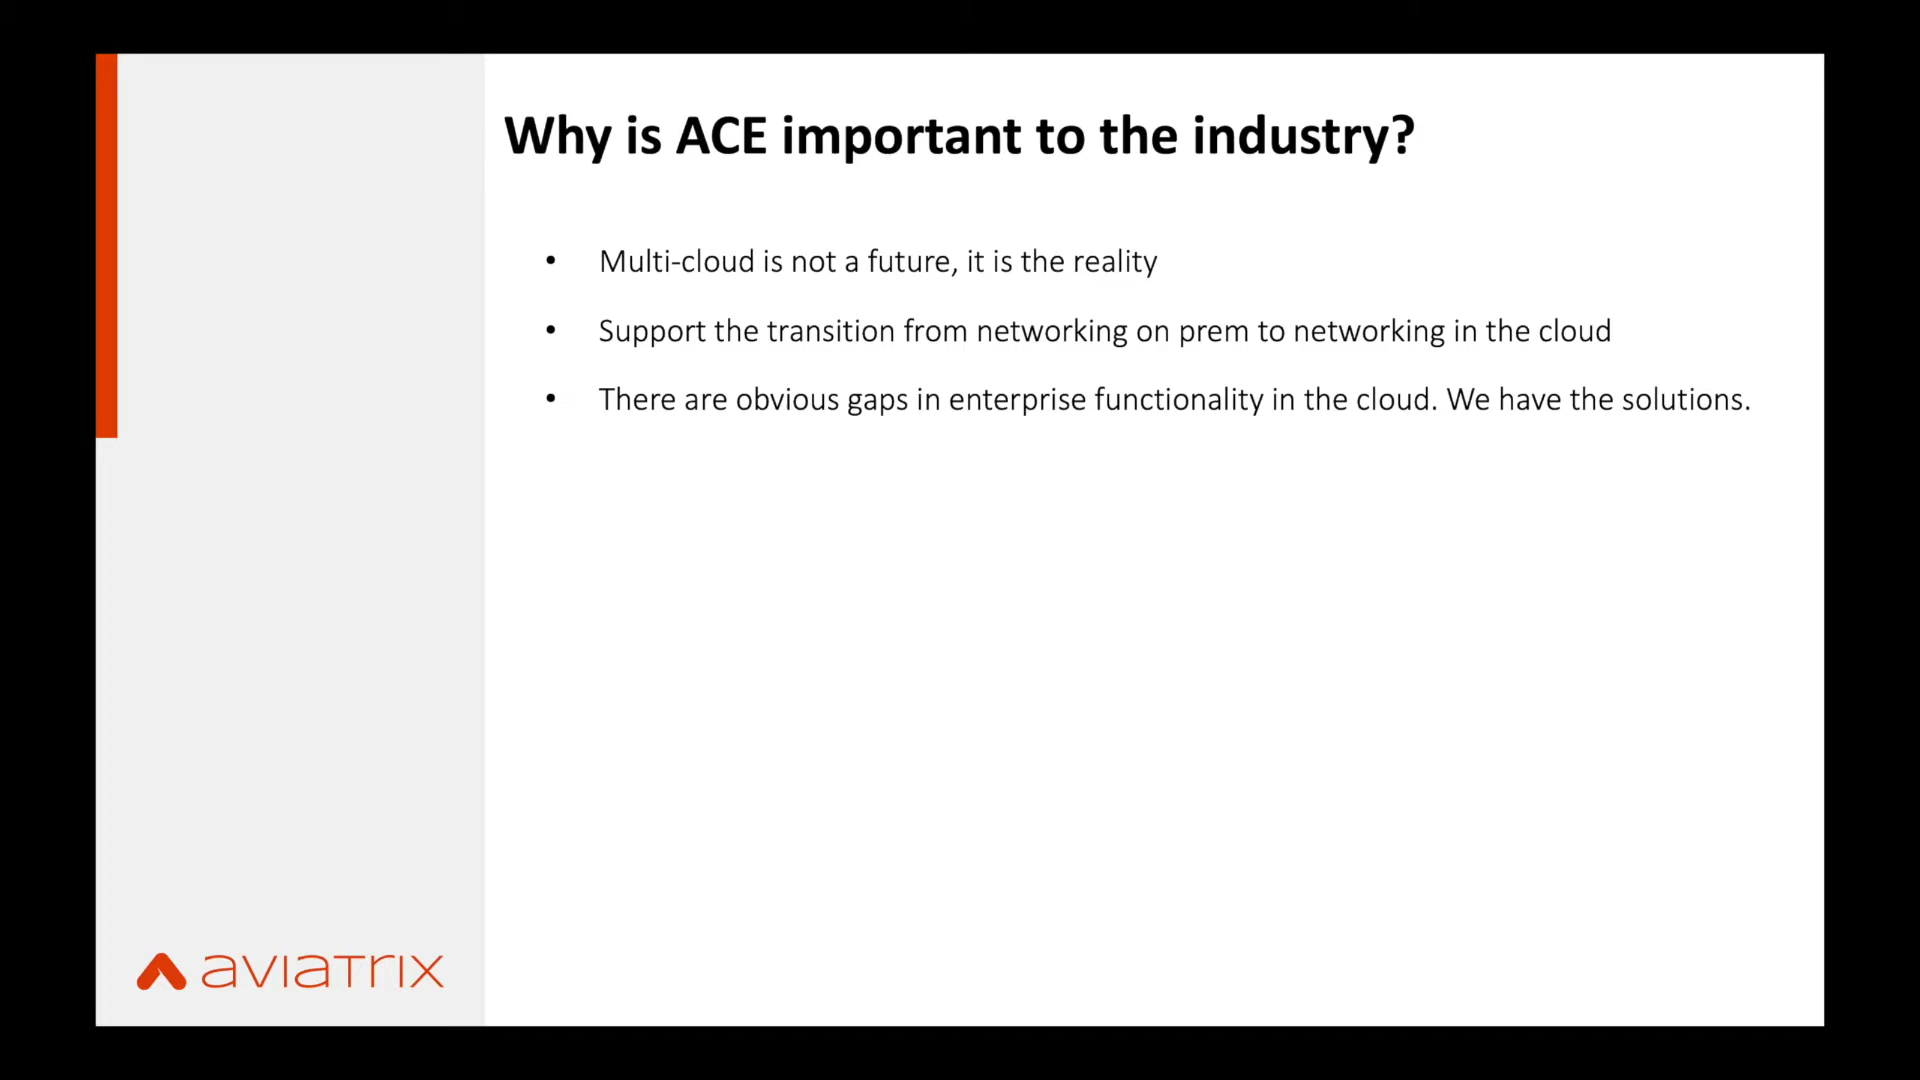 Why is ACE important to the industry?
• Multi-cloud is not a future, it is the reality
• Support the transition from networking on prem to networking in the cloud
• There are obvious gaps in enterprise functionality in the cloud. We have the solutions.
aviatrix